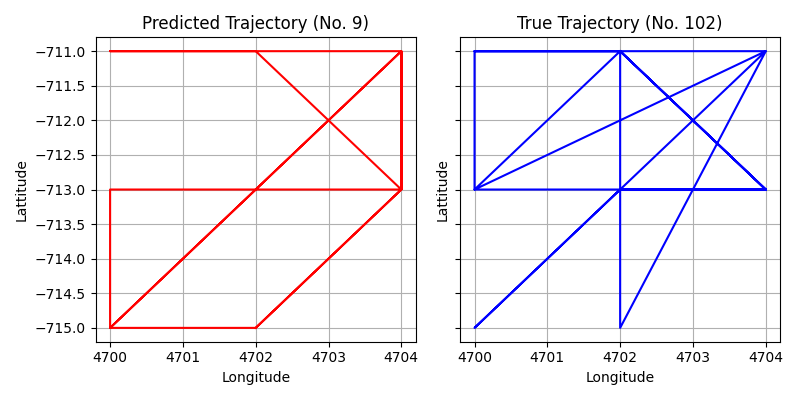 Predicted Trajectory (No. 9)
True Trajectory (No. 102)
Lattitude
−711.0
−711.5
−712.0
−712.5
−713.0
−713.5
−714.0
−714.5
−715.0
4700 4701 4702 4703 4704
Longitude
Lattitude
4700 4701 4702 4703 4704
Longitude